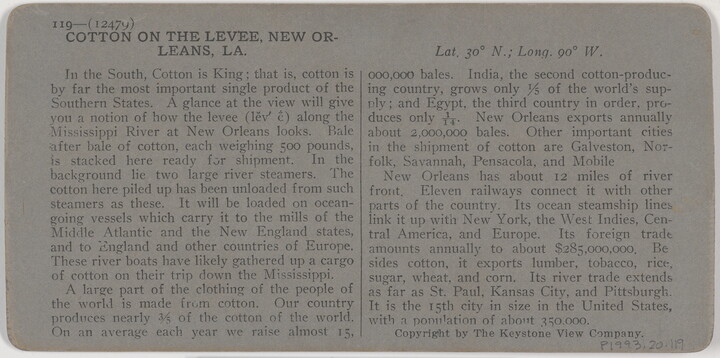 119—(12479)
COTTON ON THE LEVEE, NEW OR-
LEANS, LA.
Lat. 30° N.; Long. 90° W.
In the South, Cotton is King; that is, cotton is
by far the most important single product of the
Southern States. A glance at the view will give
you a notion of how the levee (lĕv' ė) along the
Mississippi River at New Orleans looks. Bale
after bale of cotton, each weighing 500 pounds,
is stacked here ready for shipment. In the
background lie two large river steamers. The
cotton here piled up has been unloaded from such
steamers as these. It will be loaded on ocean-
going vessels which carry it to the mills of the
Middle Atlantic and the New England states,
and to England and other countries of Europe.
These river boats have likely gathered up a cargo
of cotton on their trip down the Mississippi.
A large part of the clothing of the people of
the world is made from cotton. Our country
produces nearly ⅗ of the cotton of the world.
On an average each year we raise almost 15,
000,000 bales. India, the second cotton-produc-
ing country, grows only ⅕ of the world's sup-
ply; and Egypt, the third country in order, pro-
duces only 1/14. New Orleans exports annually
about 2,000,000 bales. Other important cities
in the shipment of cotton are Galveston, Nor-
folk, Savannah, Pensacola, and Mobile
New Orleans has about 12 miles of river
front. Eleven railways connect it with other
parts of the country. Its ocean steamship lines
link it up with New York, the West Indies, Cen-
tral America, and Europe. Its foreign trade
amounts annually to about $285,000,000. Be
sides cotton, it exports lumber, tobacco, rice,
sugar, wheat, and corn. Its river trade extends
as far as St. Paul, Kansas City, and Pittsburgh.
It is the 15th city in size in the United States,
with a population of about 350,000.
Copyright by The Keystone View Company.
P1993.20.119